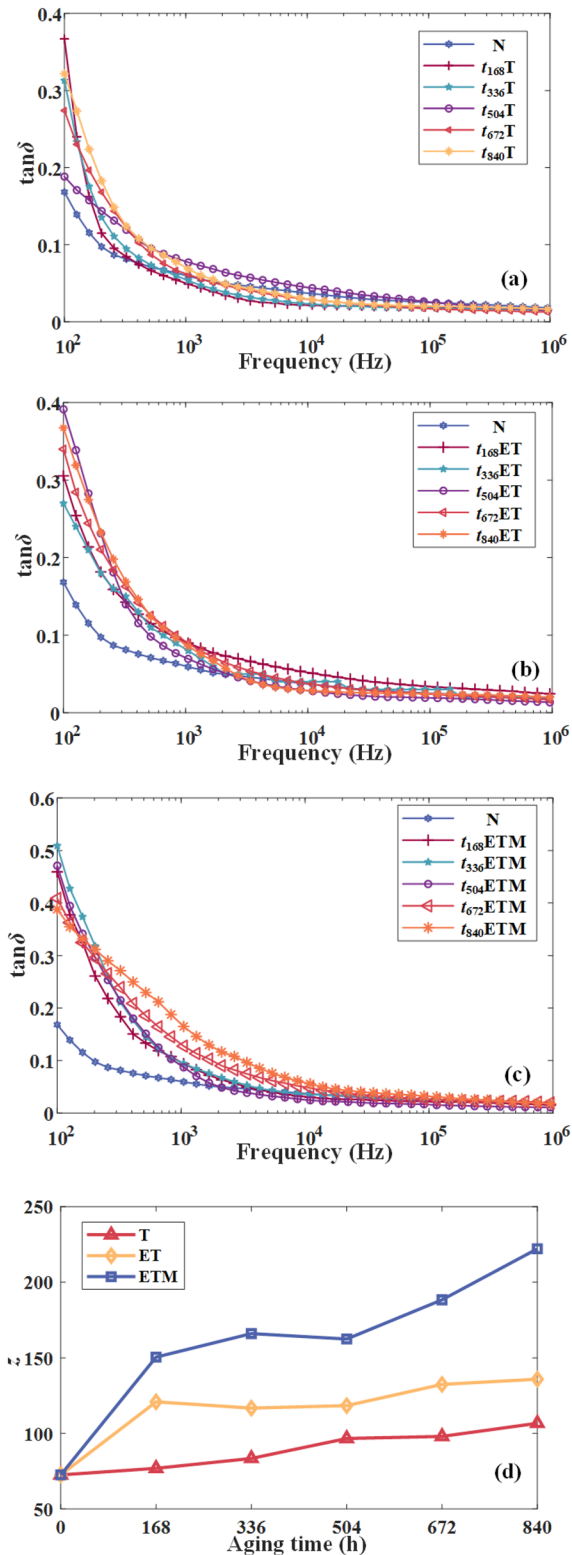 0.4
0.3
0.2
0.1
0
tanδ
N
t168T
t336T
t504T
t672T
t840T
(a)
10^2 10^3 10^4 10^5 10^6
Frequency (Hz)
0.4
0.3
0.2
0.1
0
tanδ
N
t168ET
t336ET
t504ET
t672ET
t840ET
(b)
10^2 10^3 10^4 10^5 10^6
Frequency (Hz)
0.6
0.5
0.4
0.3
0.2
0.1
0
tanδ
N
t168ETM
t336ETM
t504ETM
t672ETM
t840ETM
(c)
10^2 10^3 10^4 10^5 10^6
Frequency (Hz)
250
200
150
100
50
z
T
ET
ETM
(d)
0 168 336 504 672 840
Aging time (h)